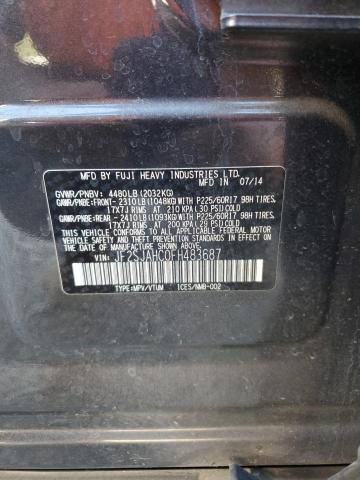 MFD BY FUJI HEAVY INDUSTRIES LTD.
MADE IN 07/14
GVWR/PNBV: 4480LB(2032KG)
GAWR/PNBE:FRONT- 2310LB(1048KG)WITH P225/60R17 98H TIRES.
17X7J RIMS AT 210 KPA(30 PSI)COLD
GAWR/PNBE:REAR - 2410LB(1093KG)WITH P225/60R17 98H TIRES.
17X7J RIMS AT 200 KPA(29 PSI)COLD
THIS VEHICLE CONFORMS TO ALL APPLICABLE U.S. FEDERAL
MOTOR VEHICLE SAFETY STANDARDS IN EFFECT ON THE DATE OF
MANUFACTURE SHOWN ABOVE.
VIN: JF2SJAHC0FH483687
TYPE:MPV/VTUM ICES/NMB-002